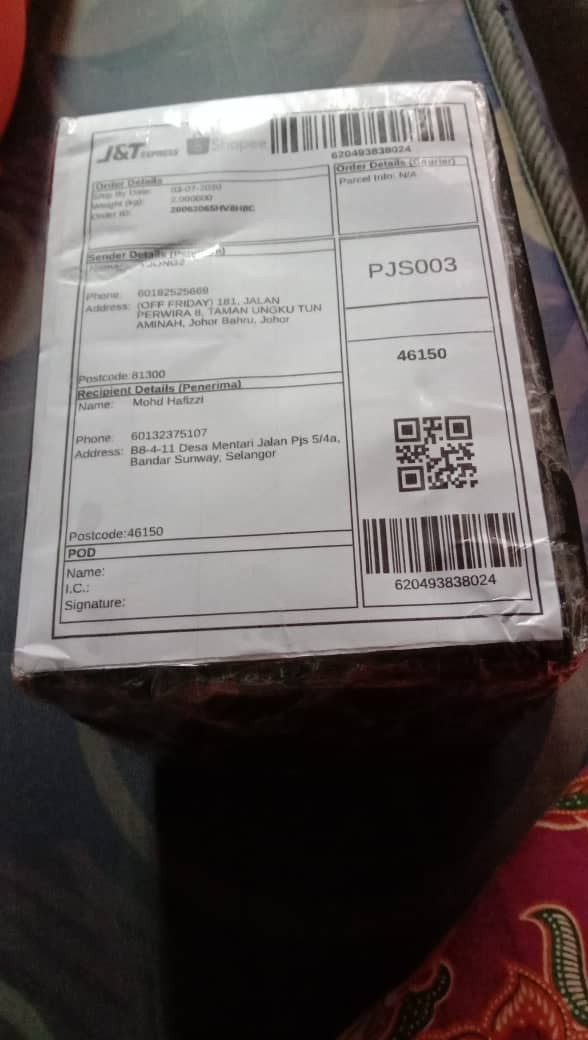 J&T EXPRESS Shopee
620493838024
Order Details
Ship By Date: 03-07-2020
Weight (kg): 2.000000
Order ID:
Order Details (Courier)
Parcel Info: N/A
Sender Details
Name:
Phone: 60182525669
Address: (OFF FRIDAY) 181, JALAN
PERWIRA 8, TAMAN UNGKU TUN
AMINAH, Johor Bahru, Johor
Postcode:81300
PJS003
46150
Recipient Details (Penerima)
Name: Mohd Hafizzi
Phone: 60132375107
Address: B8-4-11 Desa Mentari Jalan Pjs 5/4a,
Bandar Sunway, Selangor
Postcode:46150
POD
Name:
I.C.:
Signature:
620493838024